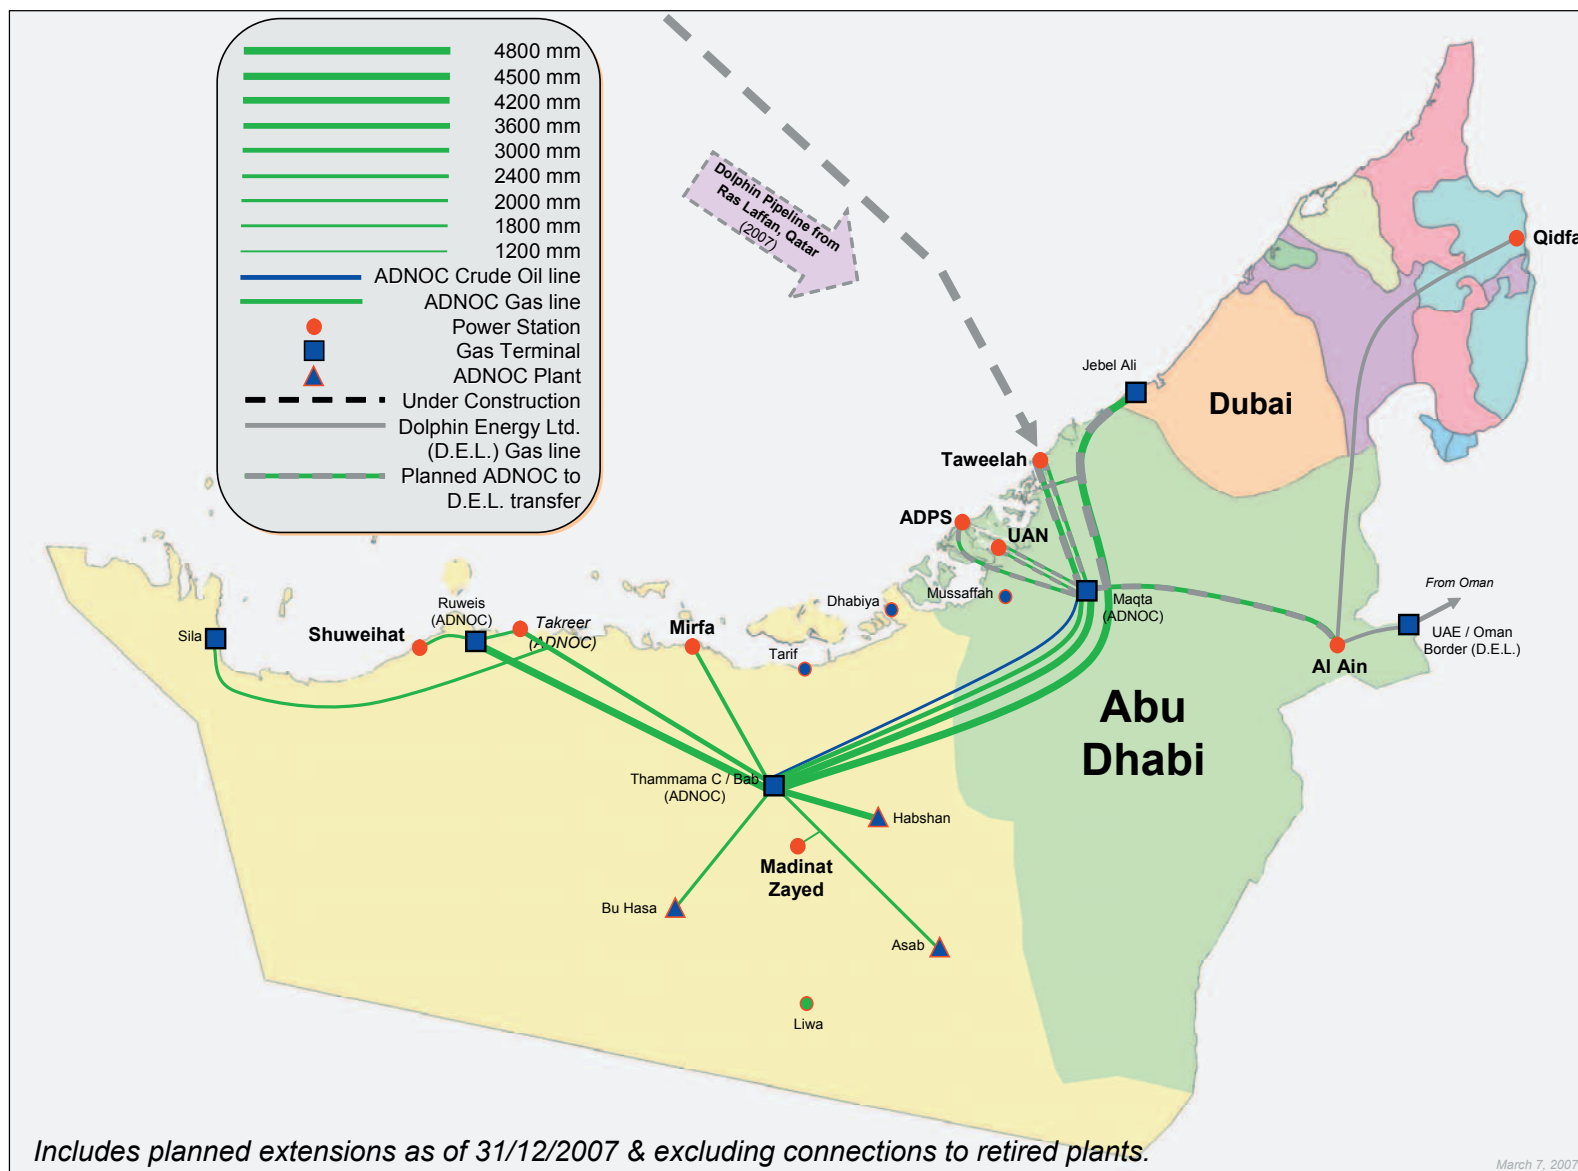 4800 mm
4500 mm
4200 mm
3600 mm
3000 mm
2400 mm
2000 mm
1800 mm
1200 mm
ADNOC Crude Oil line
ADNOC Gas line
Power Station
Gas Terminal
ADNOC Plant
Under Construction
Dolphin Energy Ltd.
(D.E.L.) Gas line
Planned ADNOC to
D.E.L. transfer
Dolphin Pipeline from
Ras Laffan, Qatar
(2007)
Qidfa
Jebel Ali
Dubai
Taweelah
ADPS
UAN
Mussaffah
Dhabiya
Maqta
(ADNOC)
From Oman
UAE / Oman
Border (D.E.L.)
Al Ain
Ruweis
(ADNOC)
Takreer
(ADNOC)
Sila
Shuweihat
Mirfa
Tarif
Abu
Dhabi
Thammama C / Bab
(ADNOC)
Habshan
Madinat
Zayed
Bu Hasa
Asab
Liwa
Includes planned extensions as of 31/12/2007 & excluding connections to retired plants.
March 7, 2007